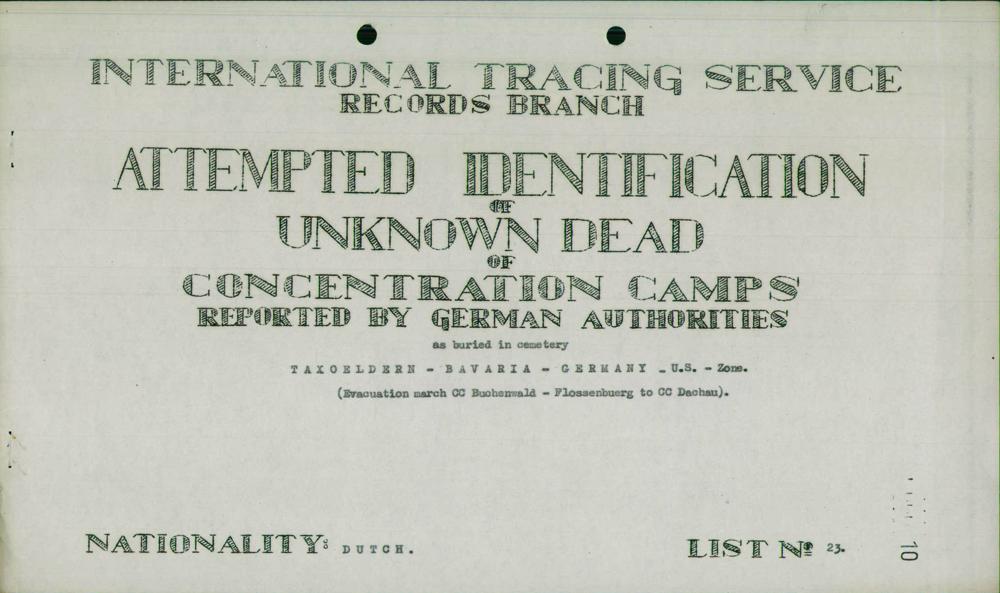 INTERNATIONAL TRACING SERVICE
RECORDS BRANCH
ATTEMPTED IDENTIFICATION
OF
UNKNOWN DEAD
OF
CONCENTRATION CAMPS
REPORTED BY GERMAN AUTHORITIES
as buried in cemetery
TAXOELDERN - BAVARIA - GERMANY - U.S. - Zone.
(Evacuation march CC Buchenwald - Flossenbuerg to CC Dachau).
NATIONALITY: DUTCH.
LIST Nº 23.
10